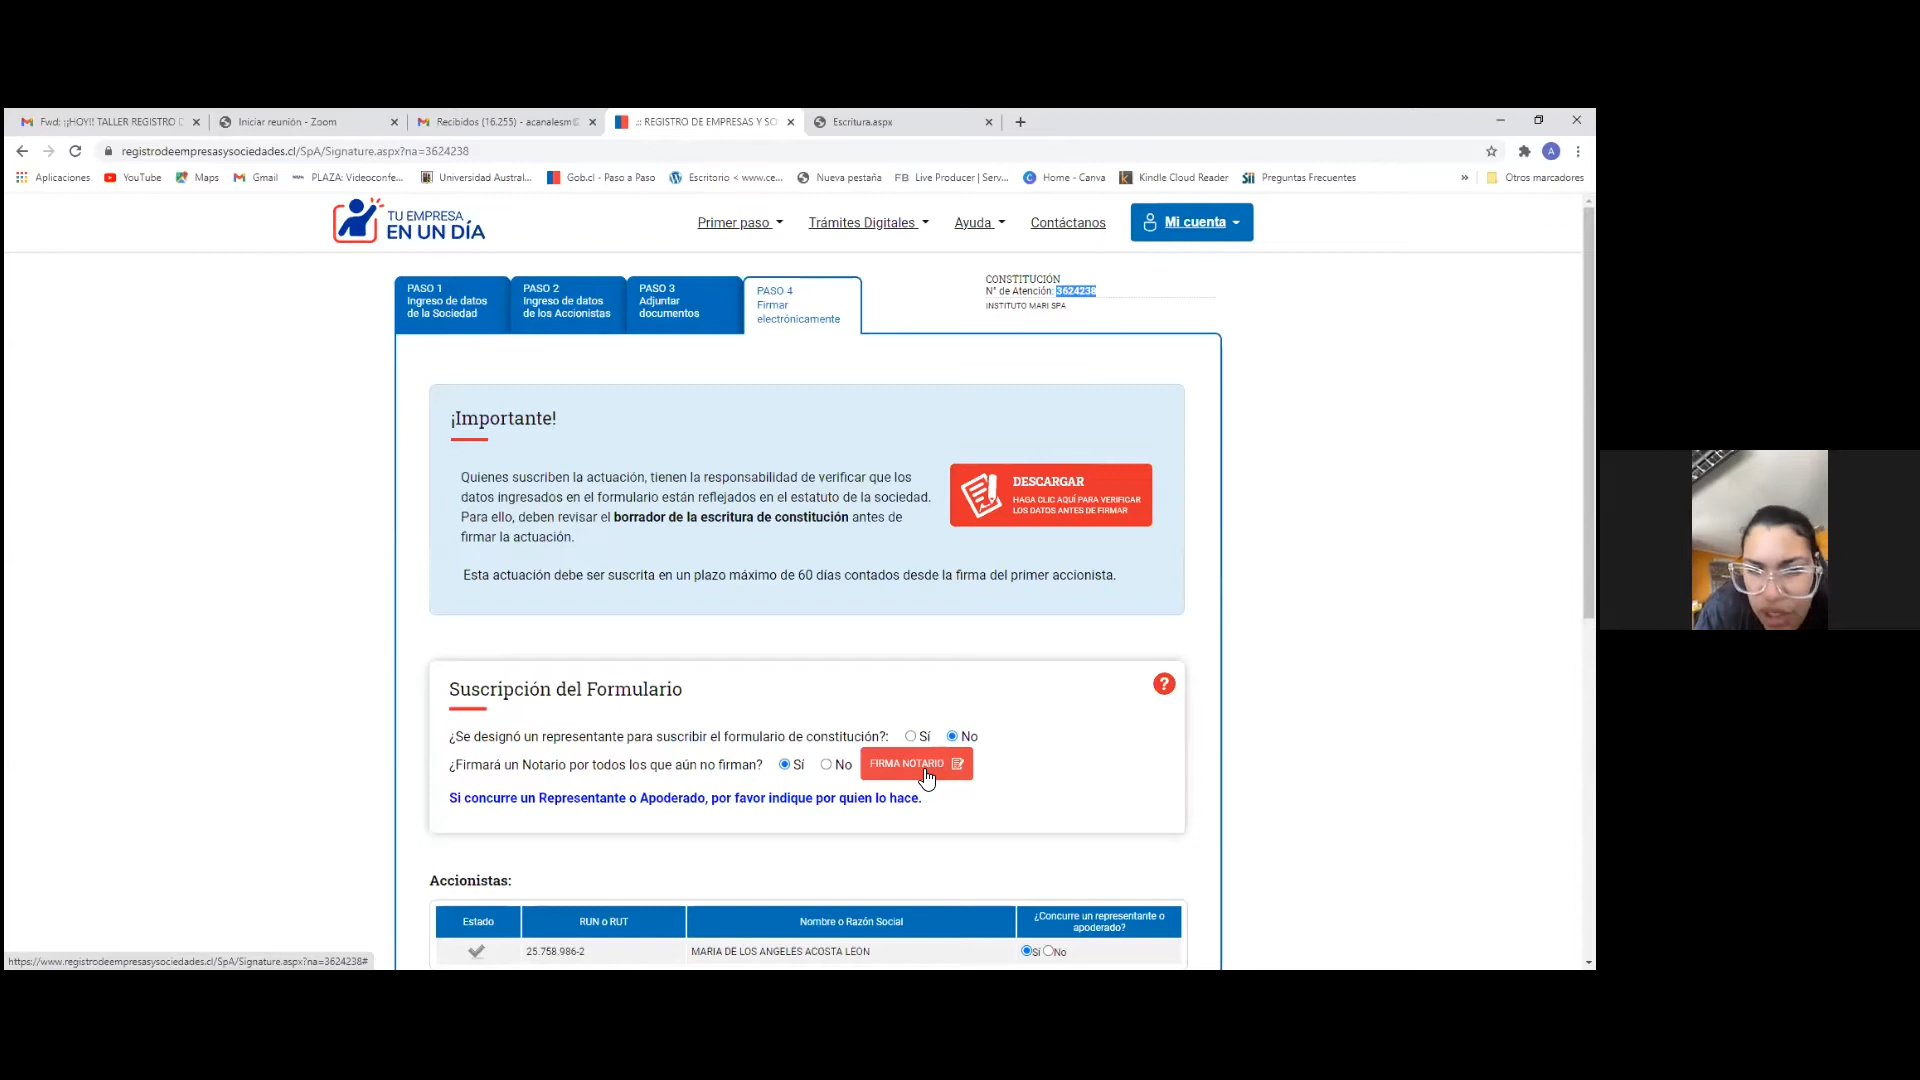 Fwd: ¡¡HOY!! TALLER REGISTRO
Iniciar reunión - Zoom
Recibidos (16.255) - acanalesm
.:: REGISTRO DE EMPRESAS Y SO
Escritura.aspx
registrodeempresasysociedades.cl/SpA/Signature.aspx?na=3624238
Aplicaciones
YouTube
Maps
Gmail
PLAZA: Videoconfe...
Universidad Austral...
Gob.cl - Paso a Paso
Escritorio < www.ce...
Nueva pestaña
FB Live Producer | Serv...
Home - Canva
Kindle Cloud Reader
Sii Preguntas Frecuentes
»
Otros marcadores
TU EMPRESA
EN UN DÍA
Primer paso
Trámites Digitales
Ayuda
Contáctanos
Mi cuenta
PASO 1
Ingreso de datos
de la Sociedad
PASO 2
Ingreso de datos
de los Accionistas
PASO 3
Adjuntar
documentos
PASO 4
Firmar
electrónicamente
CONSTITUCIÓN
N° de Atención: 3624238
INSTITUTO MARI SPA
¡Importante!
Quienes suscriben la actuación, tienen la responsabilidad de verificar que los
datos ingresados en el formulario están reflejados en el estatuto de la sociedad.
Para ello, deben revisar el borrador de la escritura de constitución antes de
firmar la actuación.
DESCARGAR
HAGA CLIC AQUÍ PARA VERIFICAR
LOS DATOS ANTES DE FIRMAR
Esta actuación debe ser suscrita en un plazo máximo de 60 días contados desde la firma del primer accionista.
Suscripción del Formulario
?
¿Se designó un representante para suscribir el formulario de constitución?: Sí No
¿Firmará un Notario por todos los que aún no firman? Sí No FIRMA NOTARIO
Si concurre un Representante o Apoderado, por favor indique por quien lo hace.
Accionistas:
Estado
RUN o RUT
Nombre o Razón Social
¿Concurre un representante o
apoderado?
25.758.986-2
MARIA DE LOS ANGELES ACOSTA LEON
Sí No
https://www.registrodeempresasysociedades.cl/SpA/Signature.aspx?na=3624238#